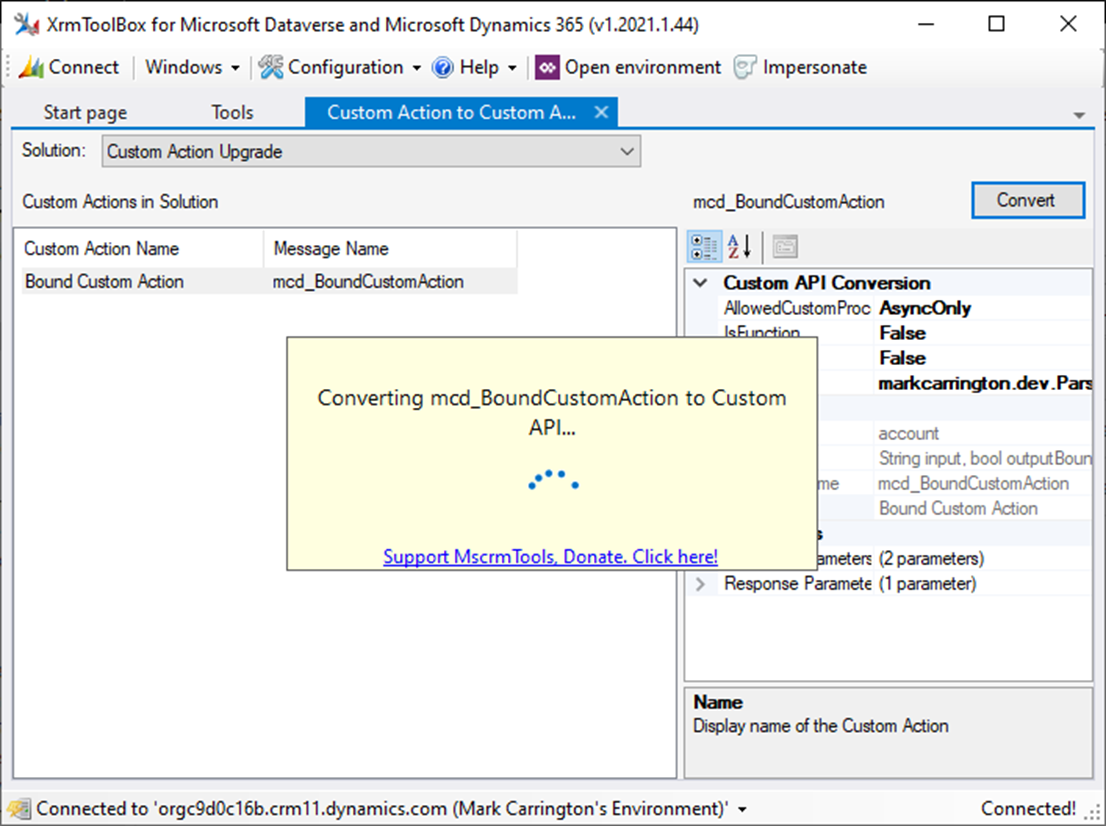 XrmToolBox for Microsoft Dataverse and Microsoft Dynamics 365 (v1.2021.1.44)
Connect Windows Configuration Help Open environment Impersonate
Start page Tools Custom Action to Custom A...
Solution: Custom Action Upgrade
Custom Actions in Solution
mcd_BoundCustomAction Convert
Custom Action Name Message Name
Bound Custom Action mcd_BoundCustomAction
Custom API Conversion
AllowedCustomProc AsyncOnly
IsFunction False
False
markcarrington.dev.Pars
account
String input, bool outputBoun
me mcd_BoundCustomAction
Bound Custom Action
s
ameters (2 parameters)
Response Paramete (1 parameter)
Converting mcd_BoundCustomAction to Custom
API...
Support MscrmTools, Donate. Click here!
Name
Display name of the Custom Action
Connected to 'orgc9d0c16b.crm11.dynamics.com (Mark Carrington's Environment)' Connected!